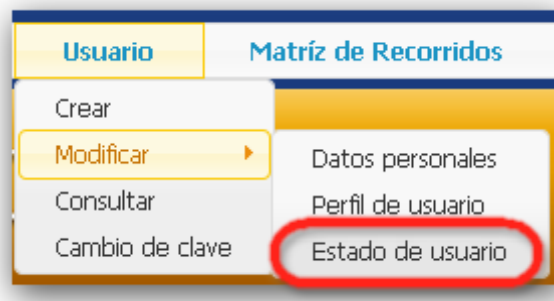 Usuario
Matríz de Recorridos
Crear
Modificar
Datos personales
Consultar
Perfil de usuario
Cambio de clave
Estado de usuario